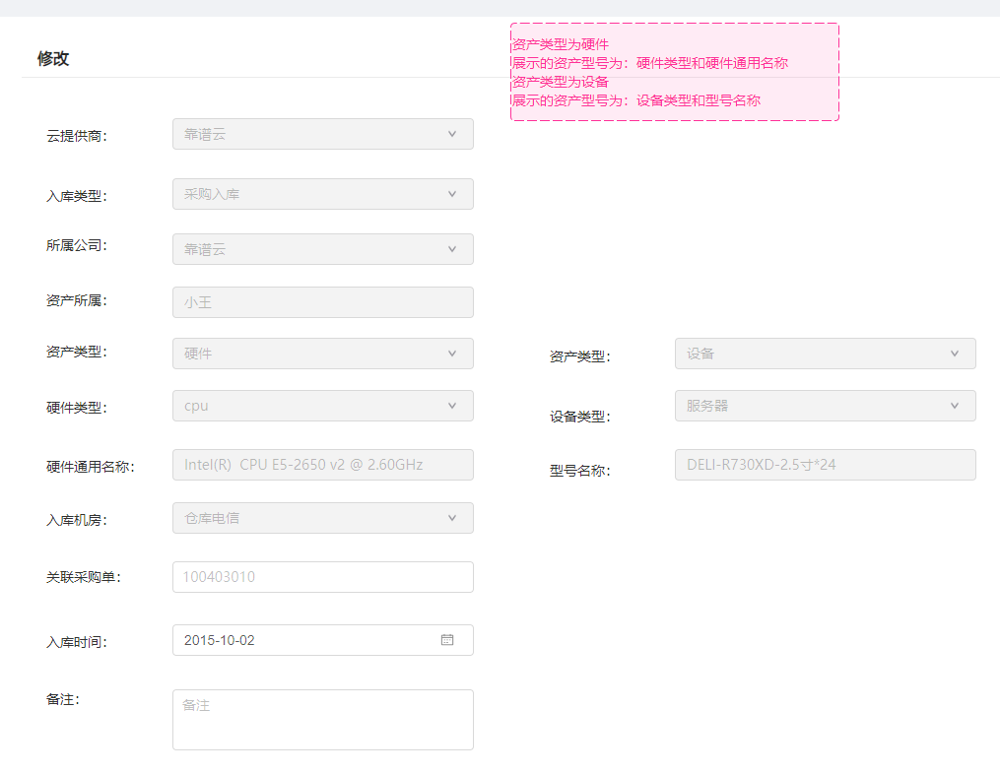 修改
资产类型为硬件
展示的资产型号为：硬件类型和硬件通用名称
资产类型为设备
展示的资产型号为：设备类型和型号名称
云提供商： 靠谱云
入库类型： 采购入库
所属公司： 靠谱云
资产所属： 小王
资产类型： 硬件
资产类型： 设备
硬件类型： cpu
设备类型： 服务器
硬件通用名称： Intel(R) CPU E5-2650 v2 @ 2.60GHz
型号名称： DELI-R730XD-2.5寸*24
入库机房： 仓库电信
关联采购单： 100403010
入库时间： 2015-10-02
备注： 备注